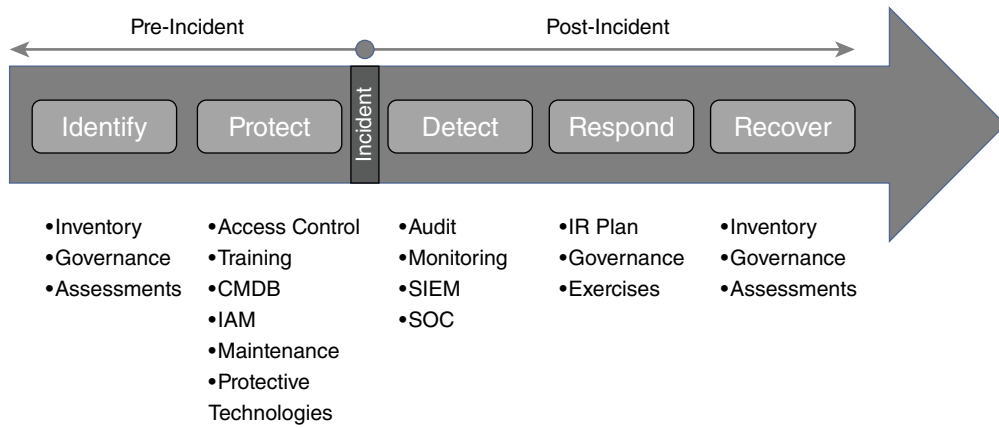 Pre-Incident
Post-Incident
Identify
Protect
Incident
Detect
Respond
Recover
•Inventory
•Governance
•Assessments
•Access Control
•Training
•CMDB
•IAM
•Maintenance
•Protective
Technologies
•Audit
•Monitoring
•SIEM
•SOC
•IR Plan
•Governance
•Exercises
•Inventory
•Governance
•Assessments